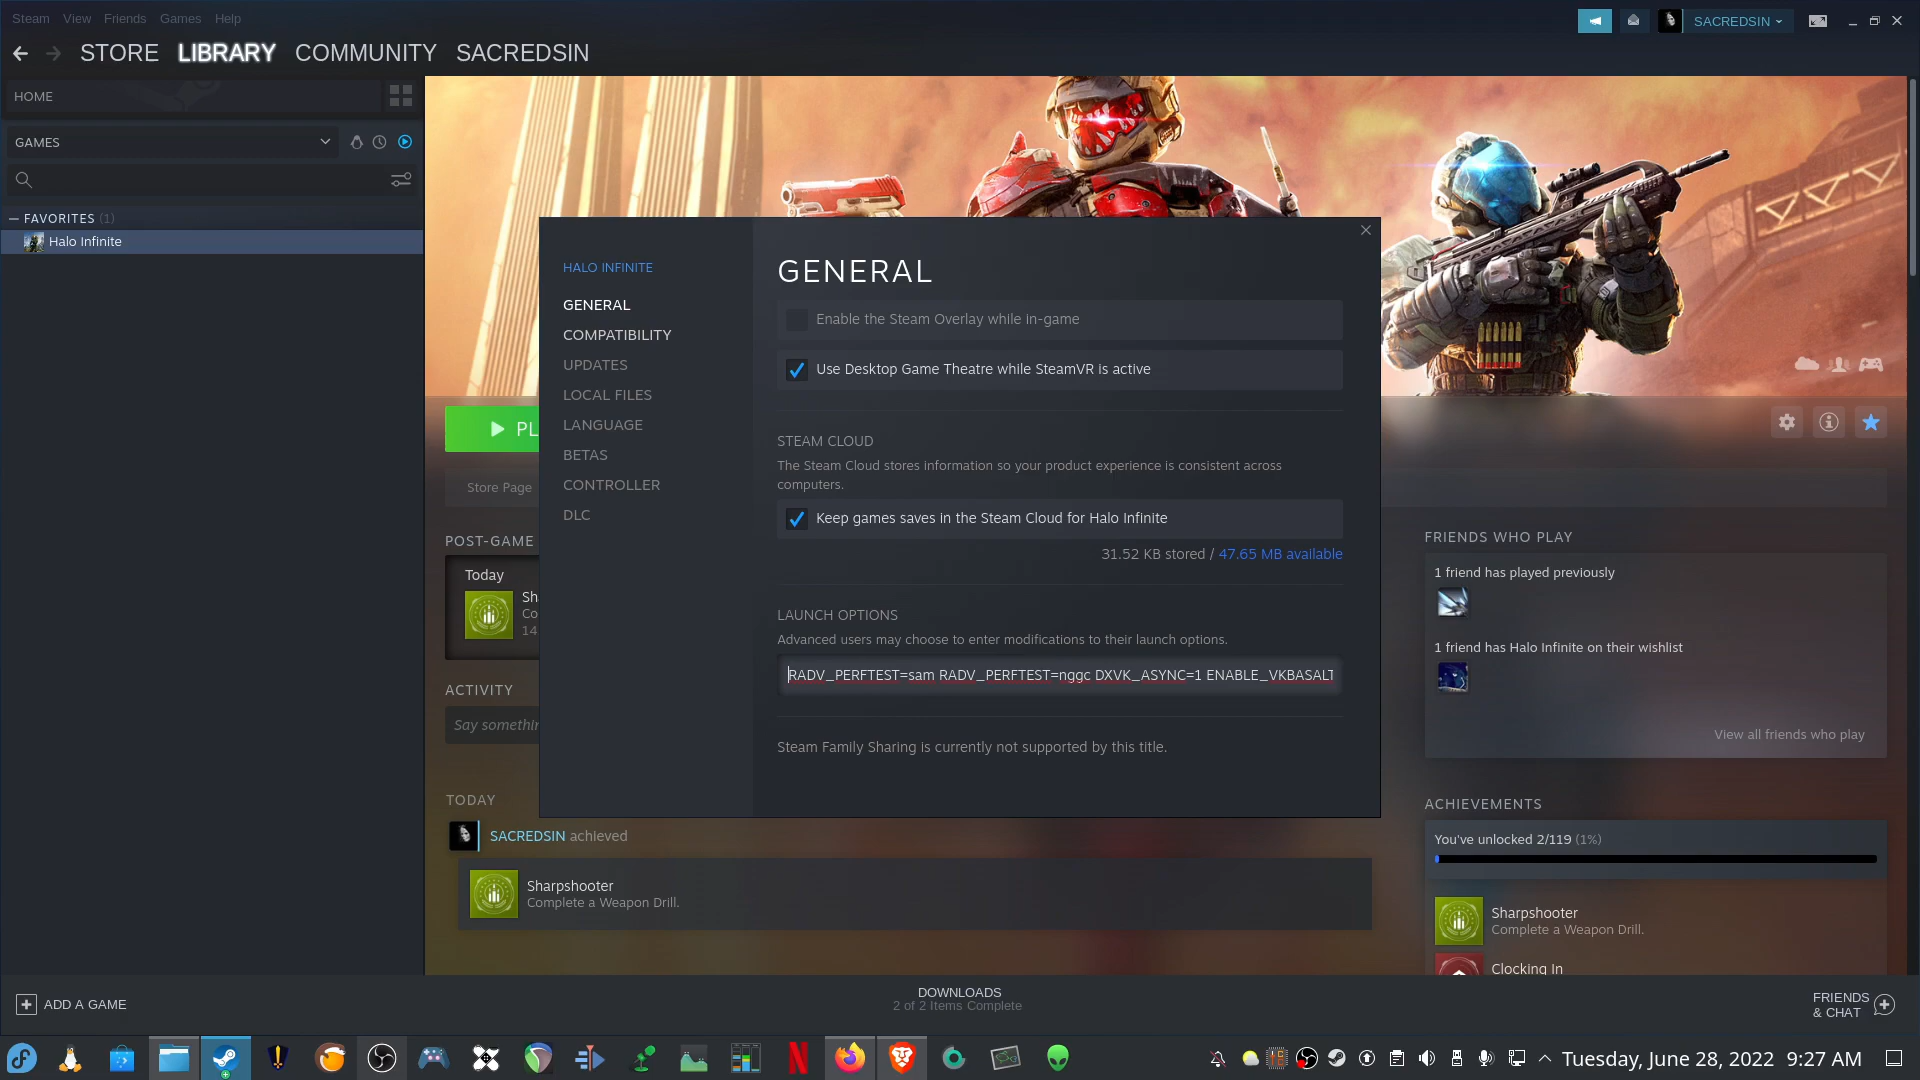 Steam View Friends Games Help
SACREDSIN
STORE LIBRARY COMMUNITY SACREDSIN
HOME
GAMES
FAVORITES (1)
Halo Infinite
HALO INFINITE
GENERAL
COMPATIBILITY
UPDATES
LOCAL FILES
LANGUAGE
BETAS
CONTROLLER
DLC
GENERAL
Enable the Steam Overlay while in-game
Use Desktop Game Theatre while SteamVR is active
STEAM CLOUD
The Steam Cloud stores information so your product experience is consistent across
computers.
Keep games saves in the Steam Cloud for Halo Infinite
31.52 KB stored / 47.65 MB available
LAUNCH OPTIONS
Advanced users may choose to enter modifications to their launch options.
RADV_PERFTEST=sam RADV_PERFTEST=nggc DXVK_ASYNC=1 ENABLE_VKBASALT
Steam Family Sharing is currently not supported by this title.
PL
Store Page
POST-GAME
Today
Sh
Co
14
ACTIVITY
Say somethin
TODAY
SACREDSIN achieved
Sharpshooter
Complete a Weapon Drill.
FRIENDS WHO PLAY
1 friend has played previously
1 friend has Halo Infinite on their wishlist
View all friends who play
ACHIEVEMENTS
You've unlocked 2/119 (1%)
Sharpshooter
Complete a Weapon Drill.
Clocking In
ADD A GAME
DOWNLOADS
2 of 2 Items Complete
FRIENDS
& CHAT
Tuesday, June 28, 2022 9:27 AM